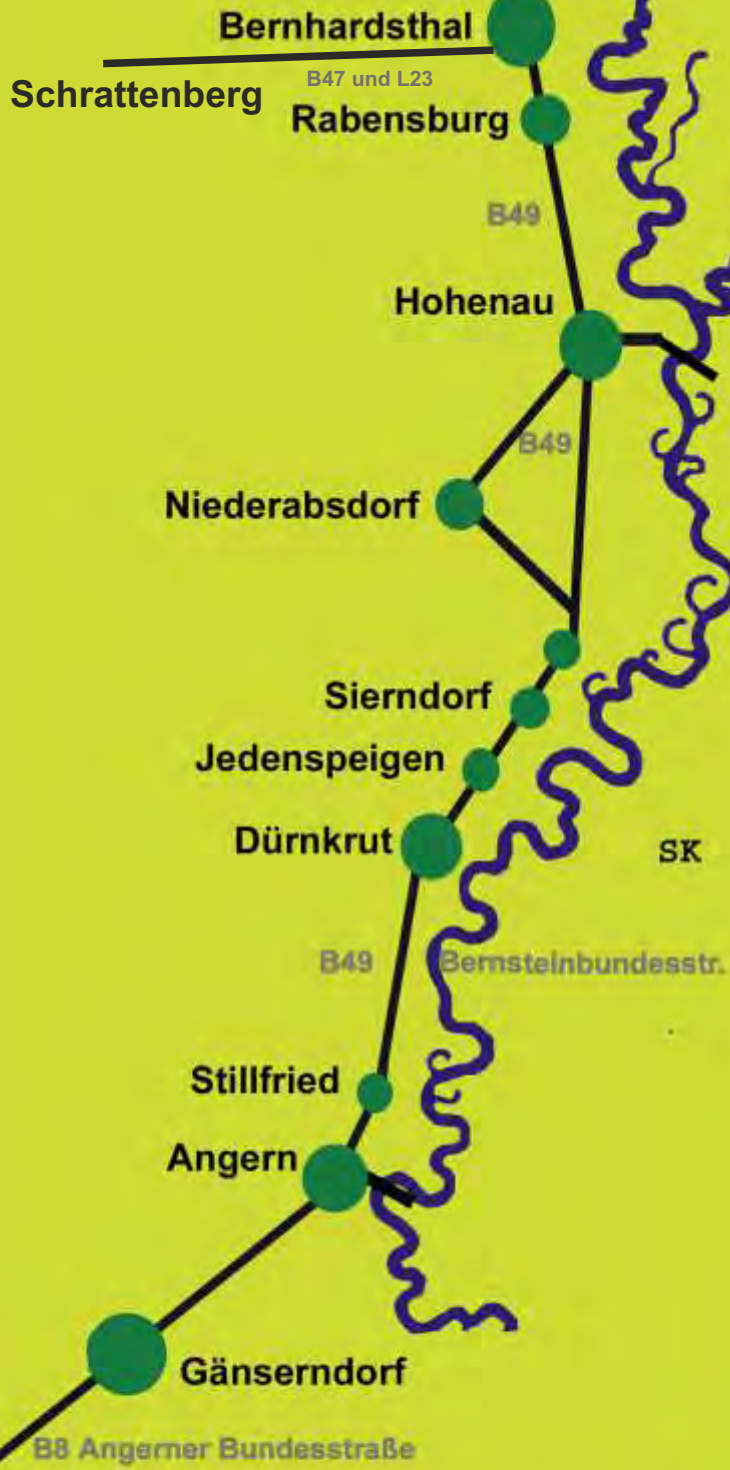 Bernhardsthal
B47 und L23
Schrattenberg
Rabensburg
B49
Hohenau
B49
Niederabsdorf
Sierndorf
Jedenspeigen
Dürnkrut
SK
B49
Bernsteinbundesstr.
Stillfried
Angern
Gänserndorf
B8 Angerner Bundesstraße